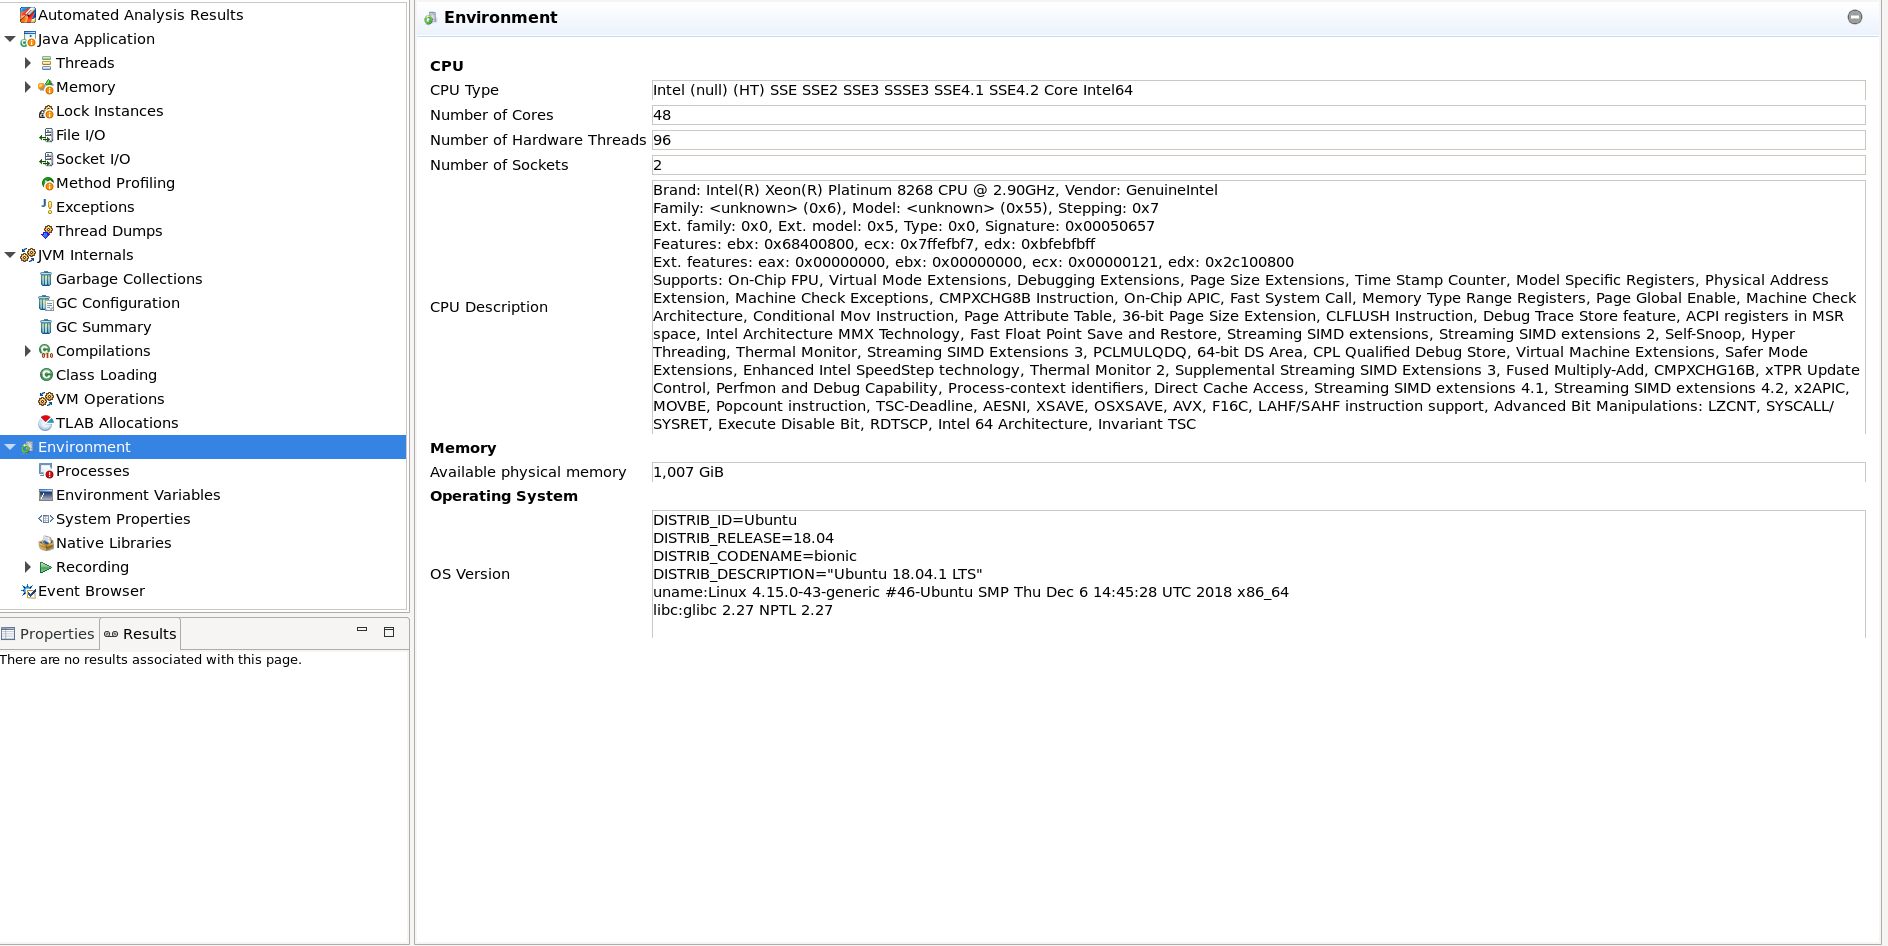 Automated Analysis Results
Java Application
Threads
Memory
Lock Instances
File I/O
Socket I/O
Method Profiling
Exceptions
Thread Dumps
JVM Internals
Garbage Collections
GC Configuration
GC Summary
Compilations
Class Loading
VM Operations
TLAB Allocations
Environment
Processes
Environment Variables
System Properties
Native Libraries
Recording
Event Browser
Properties
Results
There are no results associated with this page.
Environment
CPU
CPU Type
Intel (null) (HT) SSE SSE2 SSE3 SSSE3 SSE4.1 SSE4.2 Core Intel64
Number of Cores
48
Number of Hardware Threads
96
Number of Sockets
2
CPU Description
Brand: Intel(R) Xeon(R) Platinum 8268 CPU @ 2.90GHz, Vendor: GenuineIntel
Family: <unknown> (0x6), Model: <unknown> (0x55), Stepping: 0x7
Ext. family: 0x0, Ext. model: 0x5, Type: 0x0, Signature: 0x00050657
Features: ebx: 0x68400800, ecx: 0x7ffefbf7, edx: 0xbfebfbff
Ext. features: eax: 0x00000000, ebx: 0x00000000, ecx: 0x00000121, edx: 0x2c100800
Supports: On-Chip FPU, Virtual Mode Extensions, Debugging Extensions, Page Size Extensions, Time Stamp Counter, Model Specific Registers, Physical Address
Extension, Machine Check Exceptions, CMPXCHG8B Instruction, On-Chip APIC, Fast System Call, Memory Type Range Registers, Page Global Enable, Machine Check
Architecture, Conditional Mov Instruction, Page Attribute Table, 36-bit Page Size Extension, CLFLUSH Instruction, Debug Trace Store feature, ACPI registers in MSR
space, Intel Architecture MMX Technology, Fast Float Point Save and Restore, Streaming SIMD extensions, Streaming SIMD extensions 2, Self-Snoop, Hyper
Threading, Thermal Monitor, Streaming SIMD Extensions 3, PCLMULQDQ, 64-bit DS Area, CPL Qualified Debug Store, Virtual Machine Extensions, Safer Mode
Extensions, Enhanced Intel SpeedStep technology, Thermal Monitor 2, Supplemental Streaming SIMD Extensions 3, Fused Multiply-Add, CMPXCHG16B, xTPR Update
Control, Perfmon and Debug Capability, Process-context identifiers, Direct Cache Access, Streaming SIMD extensions 4.1, Streaming SIMD extensions 4.2, x2APIC,
MOVBE, Popcount instruction, TSC-Deadline, AESNI, XSAVE, OSXSAVE, AVX, F16C, LAHF/SAHF instruction support, Advanced Bit Manipulations: LZCNT, SYSCALL/
SYSRET, Execute Disable Bit, RDTSCP, Intel 64 Architecture, Invariant TSC
Memory
Available physical memory
1,007 GiB
Operating System
OS Version
DISTRIB_ID=Ubuntu
DISTRIB_RELEASE=18.04
DISTRIB_CODENAME=bionic
DISTRIB_DESCRIPTION="Ubuntu 18.04.1 LTS"
uname:Linux 4.15.0-43-generic #46-Ubuntu SMP Thu Dec 6 14:45:28 UTC 2018 x86_64
libc:glibc 2.27 NPTL 2.27